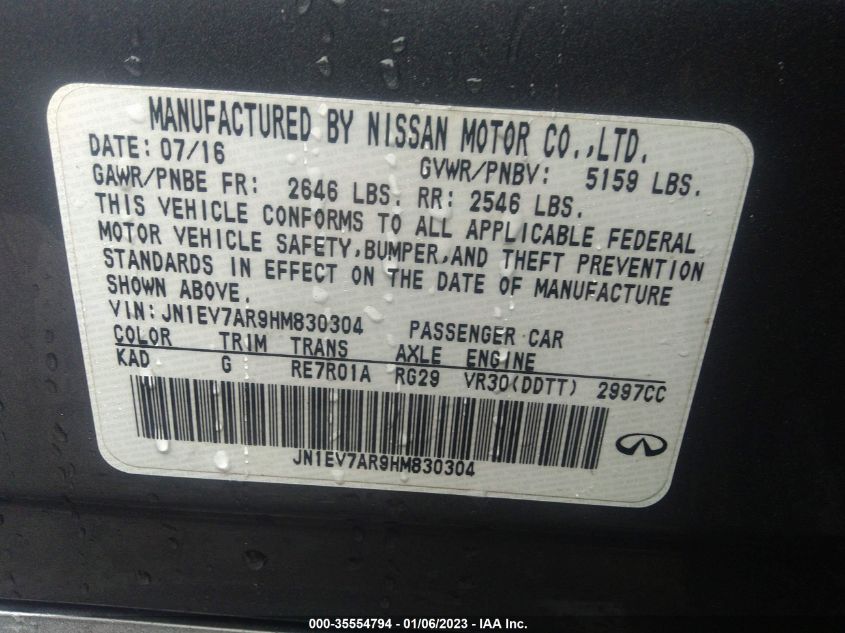 MANUFACTURED BY NISSAN MOTOR CO.,LTD.
DATE: 07/16 GVWR/PNBV: 5159 LBS.
GAWR/PNBE FR: 2646 LBS. RR: 2546 LBS.
THIS VEHICLE CONFORMS TO ALL APPLICABLE FEDERAL
MOTOR VEHICLE SAFETY,BUMPER,AND THEFT PREVENTION
STANDARDS IN EFFECT ON THE DATE OF MANUFACTURE
SHOWN ABOVE.
VIN:JN1EV7AR9HM830304 PASSENGER CAR
COLOR TRIM TRANS AXLE ENGINE
KAD G RE7R01A RG29 VR30(DDTT) 2997CC
JN1EV7AR9HM830304
000-35554794 - 01/06/2023 - IAA Inc.